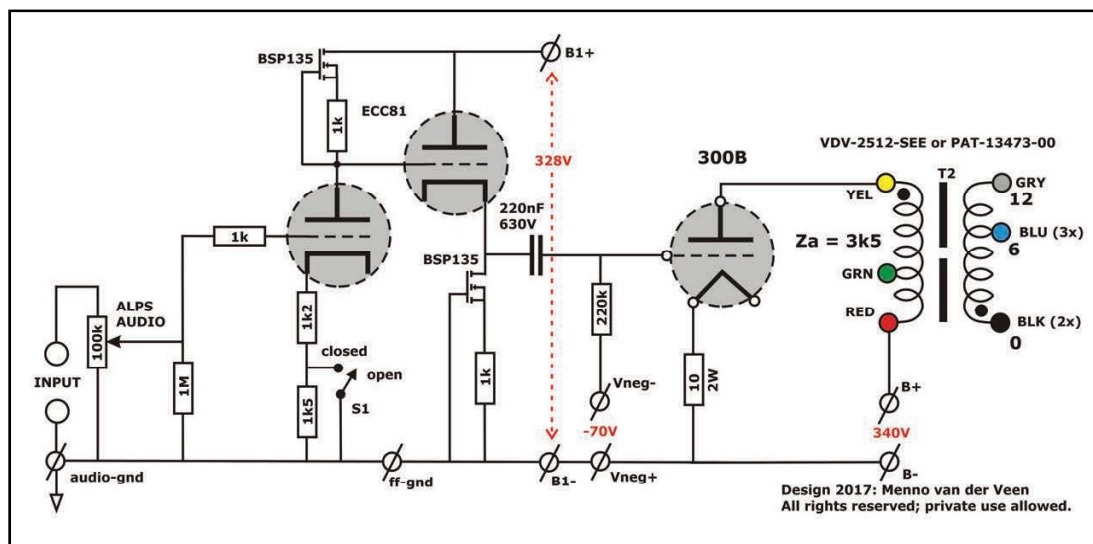 BSP135
B1+
ECC81
1k
328V
300B
VDV-2512-SEE or PAT-13473-00
T2
YEL
GRY
12
220nF
630V
1k
Za = 3k5
BLU (3x)
6
BSP135
GRN
ALPS
AUDIO
1k2
220k
RED
BLK (2x)
0
100k
closed
10
2W
INPUT
1M
open
1k
Vneg-
B+
1k5
S1
-70V
340V
audio-gnd
ff-gnd
B1-
Vneg+
B-
Design 2017: Menno van der Veen
All rights reserved; private use allowed.